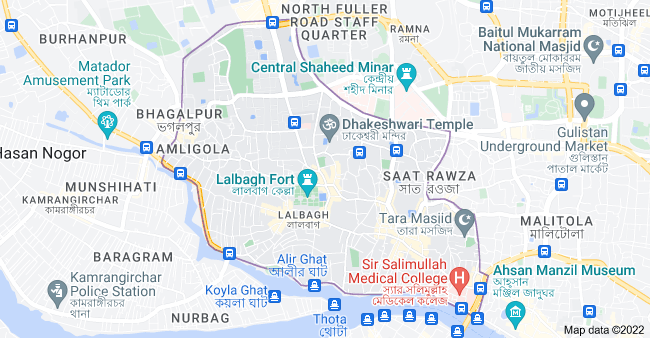 NORTH FULLER
ROAD STAFF
QUARTER
RAMNA
রমনা
MOTIJHEEL
মতিঝিল
BURHANPUR
Baitul Mukarram
National Masjid
বায়তুল মোকাররম
জাতীয় মসজিদ
Matador
Amusement Park
ম্যাটাডোর
থিম পার্ক
Central Shaheed Minar
কেন্দ্রীয়
শহীদ মিনার
BHAGALPUR
ভাগলপুর
Dhakeshwari Temple
ঢাকেশ্বরী মন্দির
Gulistan
Underground Market
গুলিস্তান
পাতাল মার্কেট
AMLIGOLA
Hasan Nogor
MUNSHIHATI
Lalbagh Fort
লালবাগ কেল্লা
SAAT RAWZA
সাত রওজা
KAMRANGIRCHAR
কামরাঙ্গীরচর
LALBAGH
লালবাগ
Tara Masjid
তারা মসজিদ
MALITOLA
মালিটোলা
BARAGRAM
Alir Ghat
আলীর ঘাট
Sir Salimullah
Medical College
স্যার সলিমুল্লাহ
মেডিকেল কলেজ
Ahsan Manzil Museum
আহসান
মঞ্জিল জাদুঘর
Kamrangirchar
Police Station
কামরাঙ্গীরচর
থানা
Koyla Ghat
কয়লা ঘাট
NURBAG
Thota
থোটা
Map data ©2022